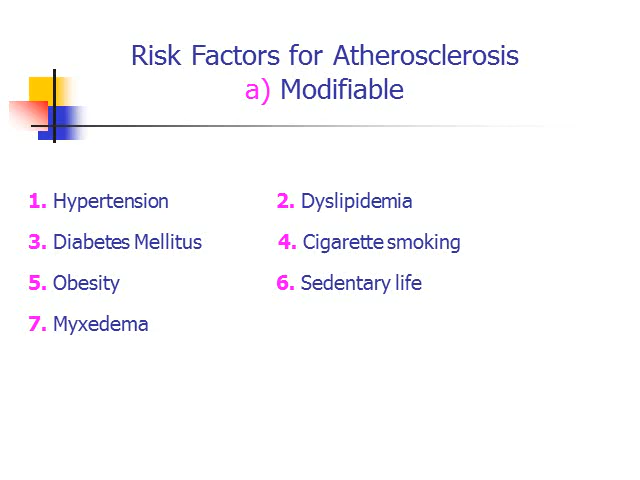 Risk Factors for Atherosclerosis
a) Modifiable
1. Hypertension 2. Dyslipidemia
3. Diabetes Mellitus 4. Cigarette smoking
5. Obesity 6. Sedentary life
7. Myxedema